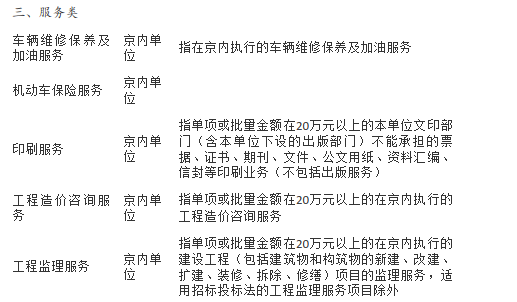 三、服务类
车辆维修保养及加油服务 京内单位 指在京内执行的车辆维修保养及加油服务
机动车保险服务 京内单位
印刷服务 京内单位 指单项或批量金额在20万元以上的本单位文印部
门（含本单位下设的出版部门）不能承担的票
据、证书、期刊、文件、公文用纸、资料汇编、
信封等印刷业务（不包括出版服务）
工程造价咨询服务 京内单位 指单项或批量金额在20万元以上的在京内执行的
工程造价咨询服务
工程监理服务 京内单位 指单项或批量金额在20万元以上的在京内执行的
建设工程（包括建筑物和构筑物的新建、改建、
扩建、装修、拆除、修缮）项目的监理服务，适
用招标投标法的工程监理服务项目除外